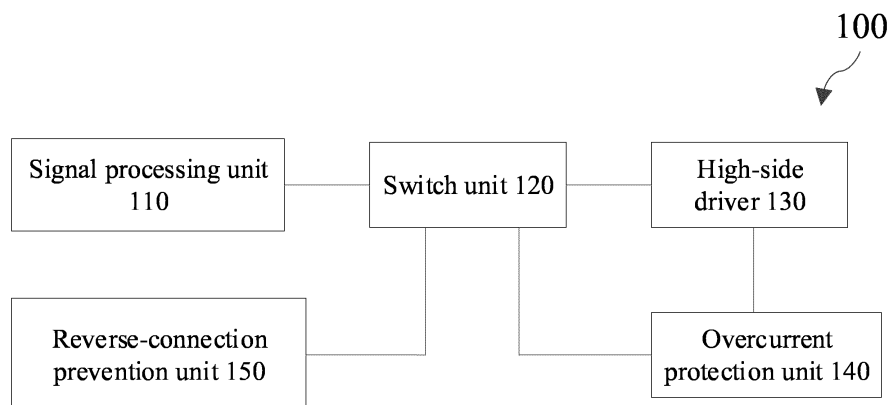 100
Signal processing unit
110
Switch unit 120
High-side
driver 130
Reverse-connection
prevention unit 150
Overcurrent
protection unit 140